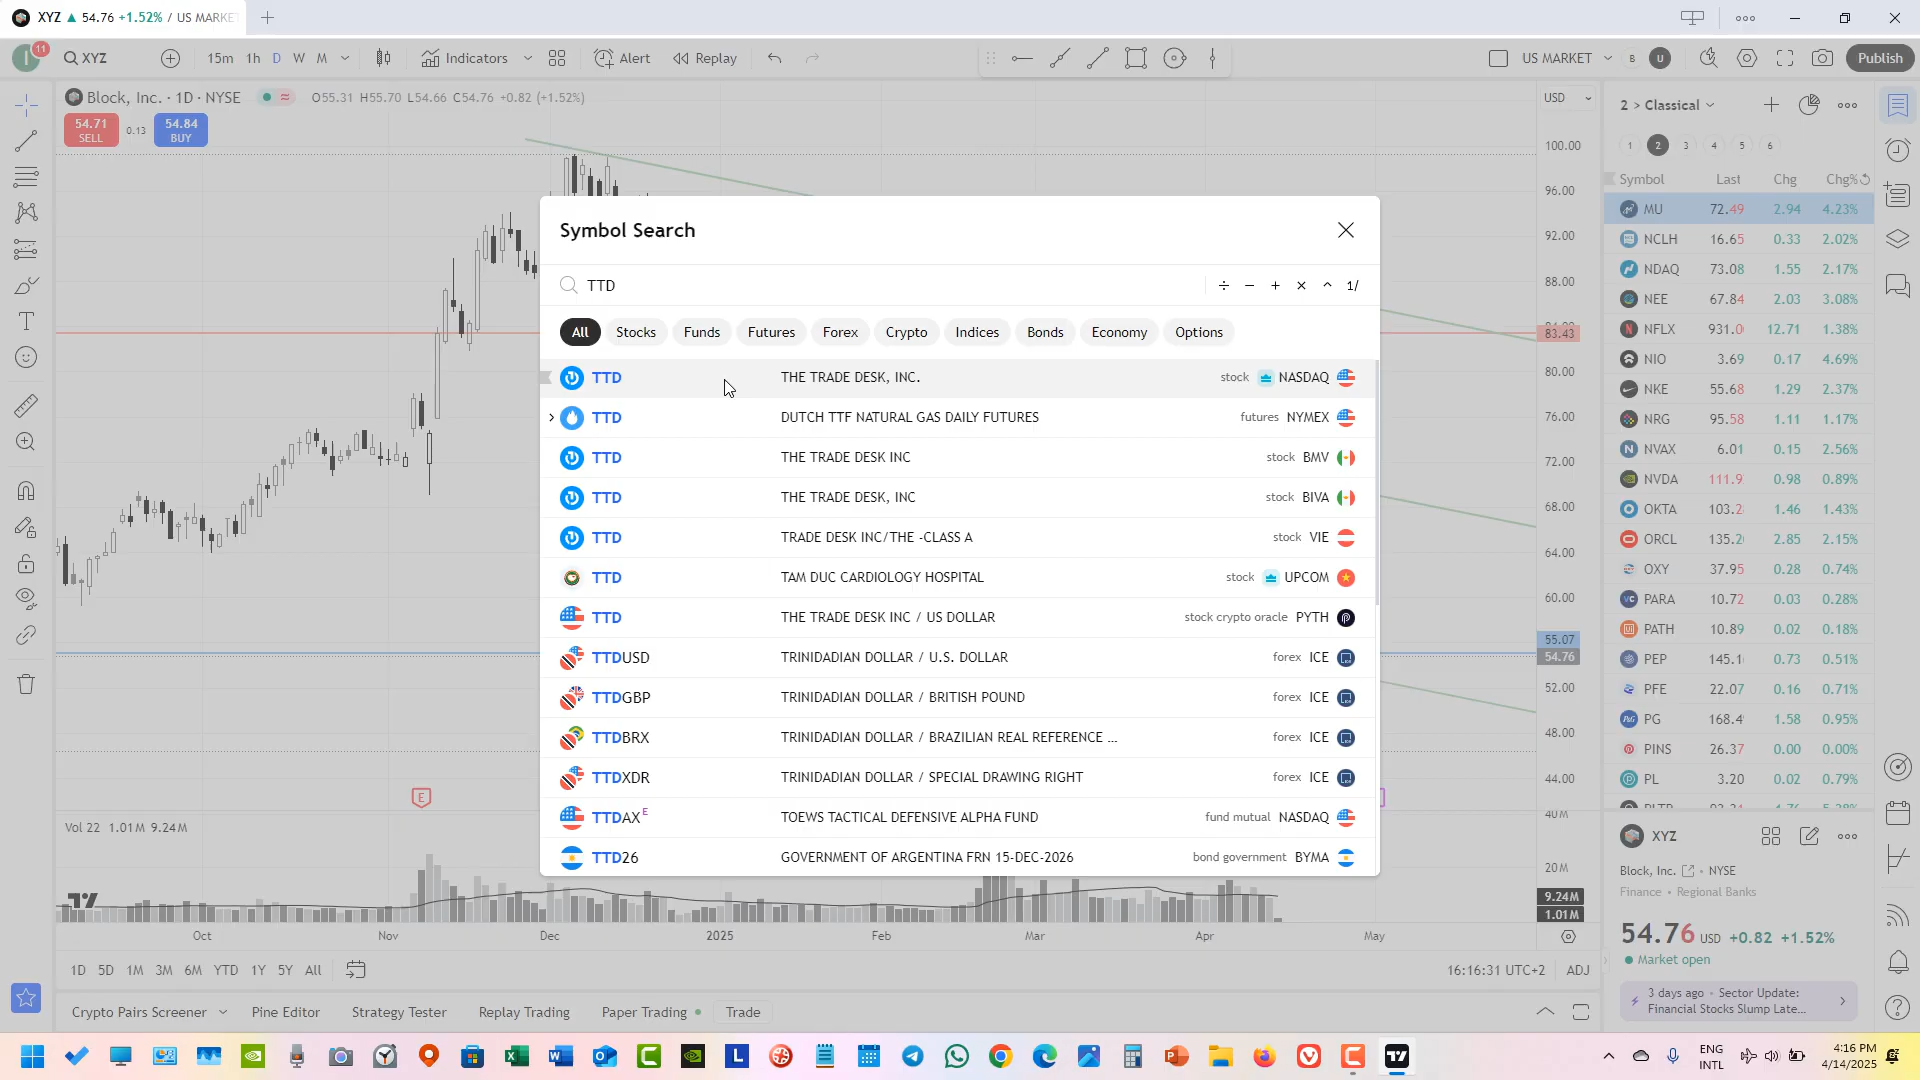 XYZ ▲ 54.76 +1.52% / US MARKE
11
XYZ
15m 1h D W M
Indicators
Alert
Replay
US MARKET
B
U
Publish
Block, Inc. · 1D · NYSE
O55.31 H55.70 L54.66 C54.76 +0.82 (+1.52%)
54.71
SELL
0.13
54.84
BUY
USD
100.00
96.00
92.00
88.00
83.43
80.00
76.00
72.00
68.00
64.00
60.00
55.07
54.76
52.00
48.00
44.00
20M
9.24M
1.01M
Symbol Search
TTD
÷ − + × ^ 1/
All Stocks Funds Futures Forex Crypto Indices Bonds Economy Options
TTD THE TRADE DESK, INC. stock NASDAQ
TTD DUTCH TTF NATURAL GAS DAILY FUTURES futures NYMEX
TTD THE TRADE DESK INC stock BMV
TTD THE TRADE DESK, INC stock BIVA
TTD TRADE DESK INC/THE -CLASS A stock VIE
TTD TAM DUC CARDIOLOGY HOSPITAL stock UPCOM
TTD THE TRADE DESK INC / US DOLLAR stock crypto oracle PYTH
TTDUSD TRINIDADIAN DOLLAR / U.S. DOLLAR forex ICE
TTDGBP TRINIDADIAN DOLLAR / BRITISH POUND forex ICE
TTDBRX TRINIDADIAN DOLLAR / BRAZILIAN REAL REFERENCE ... forex ICE
TTDXDR TRINIDADIAN DOLLAR / SPECIAL DRAWING RIGHT forex ICE
TTDAX E TOEWS TACTICAL DEFENSIVE ALPHA FUND fund mutual NASDAQ
TTD26 GOVERNMENT OF ARGENTINA FRN 15-DEC-2026 bond government BYMA
E
Vol 22 1.01M 9.24M
Oct Nov Dec 2025 Feb Mar Apr May
1D 5D 1M 3M 6M YTD 1Y 5Y All
16:16:31 UTC+2 ADJ
Crypto Pairs Screener
Pine Editor
Strategy Tester
Replay Trading
Paper Trading
Trade
2 > Classical
1 2 3 4 5 6
Symbol Last Chg Chg%
MU 72.49 2.94 4.23%
NCLH 16.65 0.33 2.02%
NDAQ 73.08 1.55 2.17%
NEE 67.84 2.03 3.08%
NFLX 931.0 12.71 1.38%
NIO 3.69 0.17 4.69%
NKE 55.68 1.29 2.37%
NRG 95.58 1.11 1.17%
NVAX 6.01 0.15 2.56%
NVDA 111.9 0.98 0.89%
OKTA 103.2 1.46 1.43%
ORCL 135.2 2.85 2.15%
OXY 37.95 0.28 0.74%
PARA 10.72 0.03 0.28%
PATH 10.89 0.02 0.18%
PEP 145.1 0.73 0.51%
PFE 22.07 0.16 0.71%
PG 168.4 1.58 0.95%
PINS 26.37 0.00 0.00%
PL 3.20 0.02 0.79%
XYZ
Block, Inc. • NYSE
Finance • Regional Banks
54.76 USD +0.82 +1.52%
Market open
3 days ago • Sector Update:
Financial Stocks Slump Late...
ENG
INTL
4:16 PM
4/14/2025